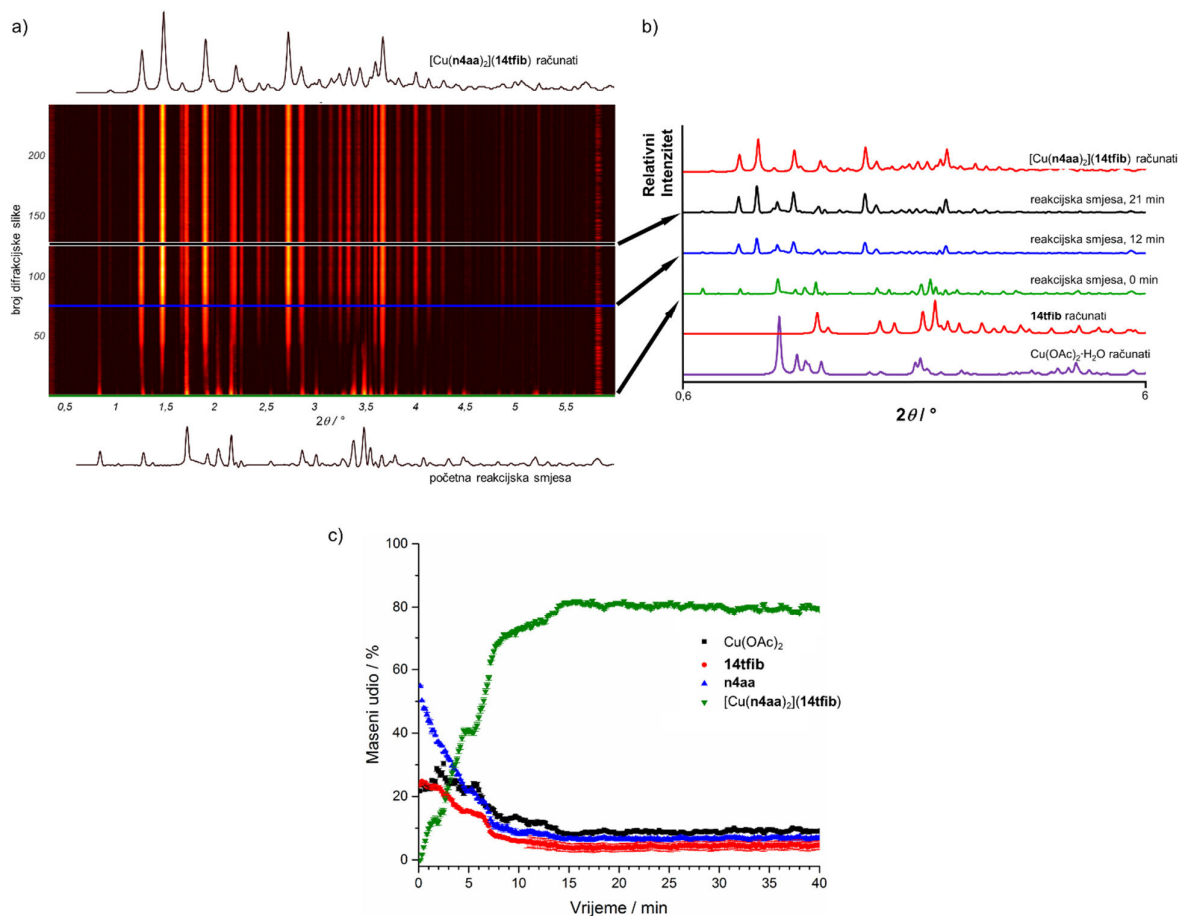 a)
[Cu(n4aa)₂](14tfib) računati
broj difrakcijske slike
200
150
100
50
0,5 1 1,5 2 2,5 3 3,5 4 4,5 5 5,5
2θ / °
početna reakcijska smjesa
b)
Relativni
Intenzitet
[Cu(n4aa)₂](14tfib) računati
reakcijska smjesa, 21 min
reakcijska smjesa, 12 min
reakcijska smjesa, 0 min
14tfib računati
Cu(OAc)₂·H₂O računati
0,6 6
2θ / °
c)
Maseni udio / %
100
80
60
40
20
0
Cu(OAc)₂
14tfib
n4aa
[Cu(n4aa)₂](14tfib)
0 5 10 15 20 25 30 35 40
Vrijeme / min